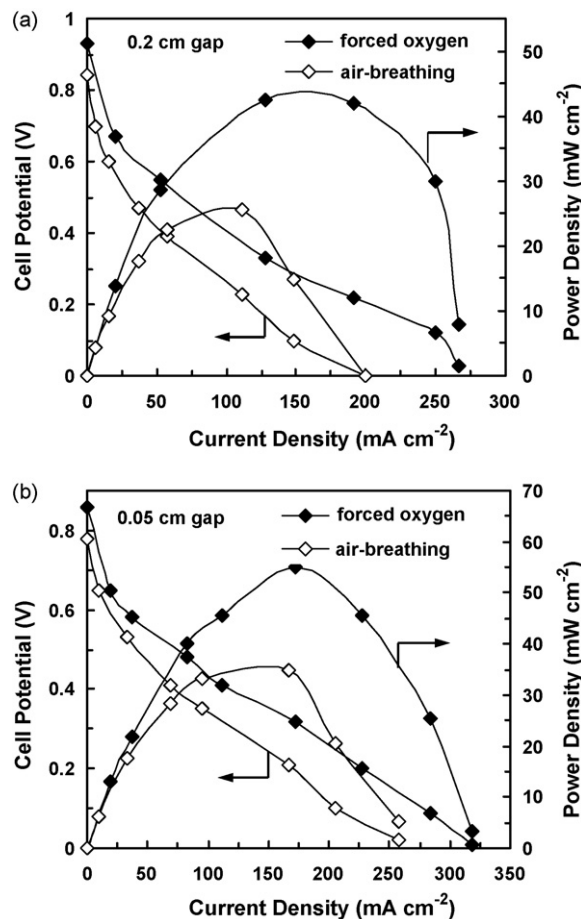 (a)
0.2 cm gap
forced oxygen
air-breathing
1
0.8
0.6
0.4
0.2
0
50
40
30
20
10
0
0 50 100 150 200 250 300
Cell Potential (V)
Power Density (mW cm⁻²)
Current Density (mA cm⁻²)
(b)
0.05 cm gap
forced oxygen
air-breathing
0.8
0.6
0.4
0.2
0
70
60
50
40
30
20
10
0
0 50 100 150 200 250 300 350
Cell Potential (V)
Power Density (mW cm⁻²)
Current Density (mA cm⁻²)